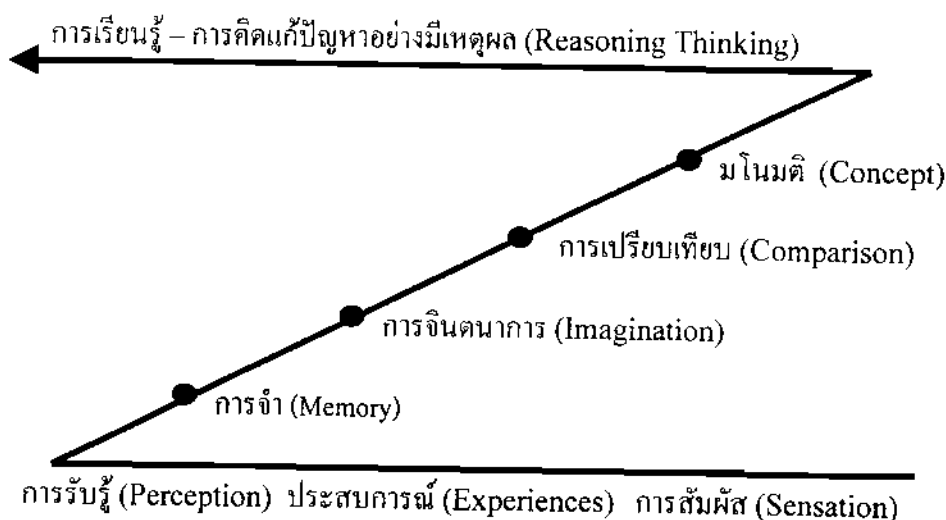 การเรียนรู้ – การคิดแก้ปัญหาอย่างมีเหตุผล (Reasoning Thinking)
มโนมติ (Concept)
การเปรียบเทียบ (Comparison)
การจินตนาการ (Imagination)
การจำ (Memory)
การรับรู้ (Perception) ประสบการณ์ (Experiences) การสัมผัส (Sensation)